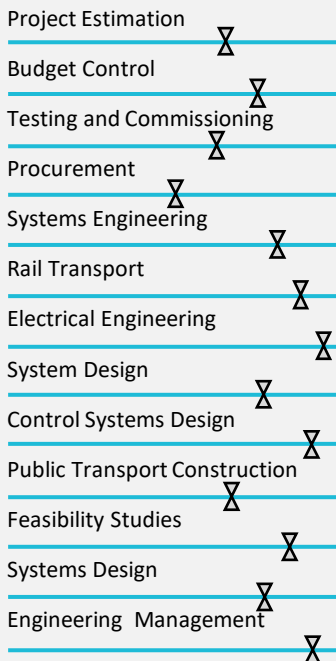 Project Estimation
Budget Control
Testing and Commissioning
Procurement
Systems Engineering
Rail Transport
Electrical Engineering
System Design
Control Systems Design
Public Transport Construction
Feasibility Studies
Systems Design
Engineering Management